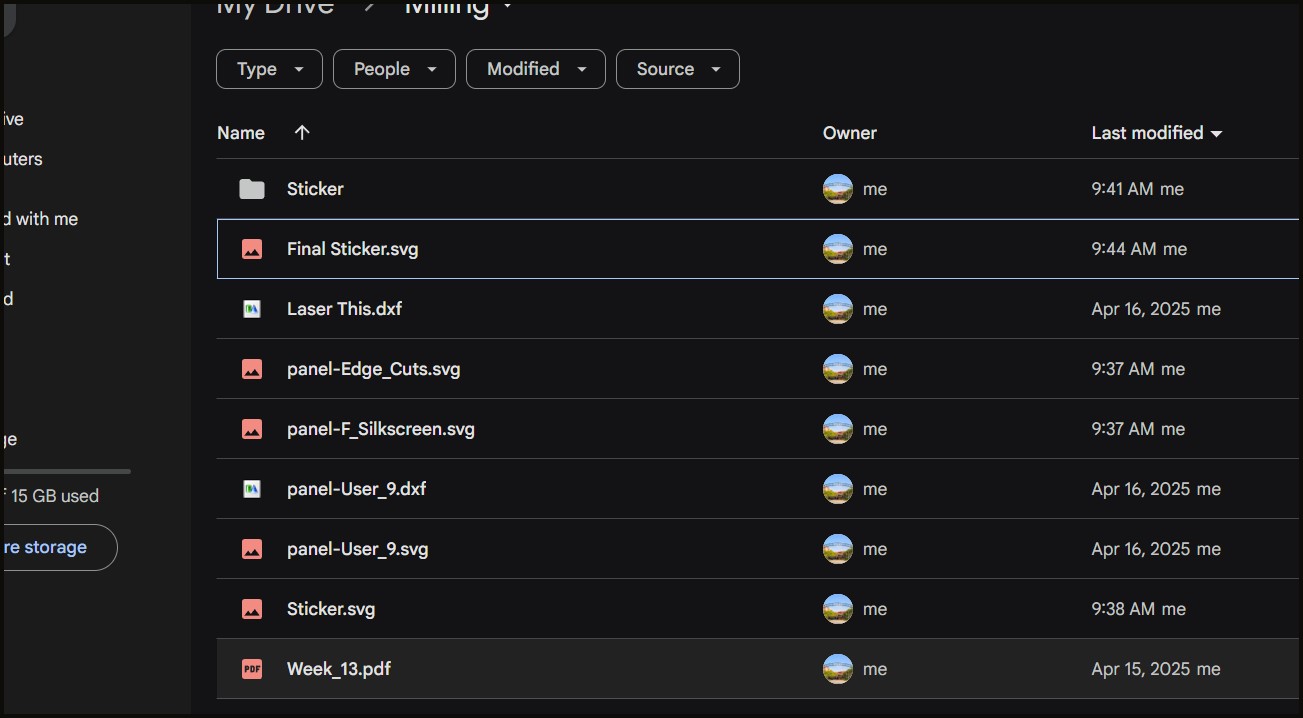 My Drive > Milling
Type People Modified Source
ive
Name Owner Last modified
uters
Sticker me 9:41 AM me
d with me
Final Sticker.svg me 9:44 AM me
t
d
Laser This.dxf me Apr 16, 2025 me
panel-Edge_Cuts.svg me 9:37 AM me
panel-F_Silkscreen.svg me 9:37 AM me
ge
panel-User_9.dxf me Apr 16, 2025 me
15 GB used
re storage
panel-User_9.svg me Apr 16, 2025 me
Sticker.svg me 9:38 AM me
PDF Week_13.pdf me Apr 15, 2025 me